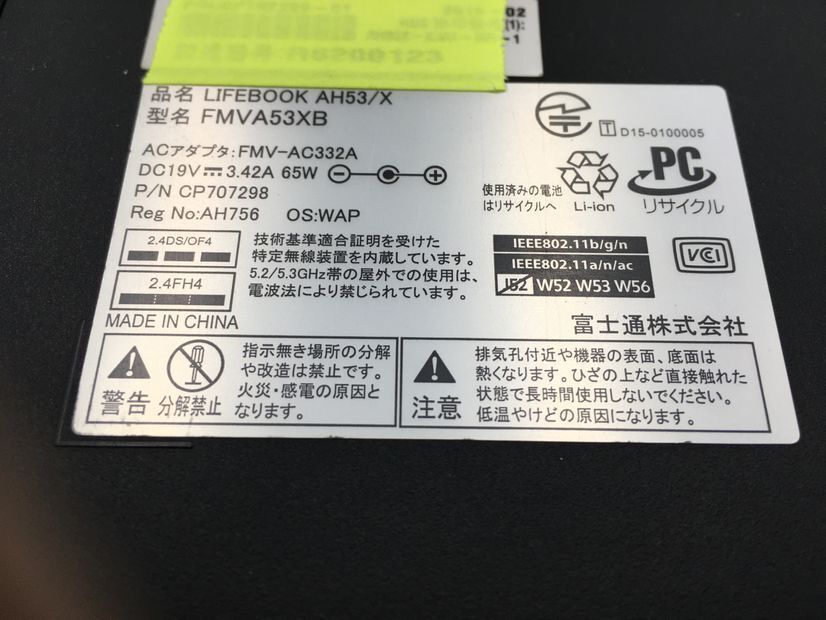 02
-1
品名 LIFEBOOK AH53/X
型名 FMVA53XB
T D15-0100005
ACアダプタ:FMV-AC332A
DC19V 3.42A 65W
P/N CP707298
Reg No:AH756 OS:WAP
使用済みの電池
はリサイクルへ
Li-ion
PC
リサイクル
2.4DS/OF4
2.4FH4
技術基準適合証明を受けた
特定無線装置を内蔵しています。
5.2/5.3GHz帯の屋外での使用は、
電波法により禁じられています。
IEEE802.11b/g/n
IEEE802.11a/n/ac
J52 W52 W53 W56
VCI
MADE IN CHINA
富士通株式会社
警告
分解禁止
指示無き場所の分解
や改造は禁止です。
火災・感電の原因と
なります。
注意
排気孔付近や機器の表面、底面は
熱くなります。ひざの上など直接触れた
状態で長時間使用しないでください。
低温やけどの原因になります。